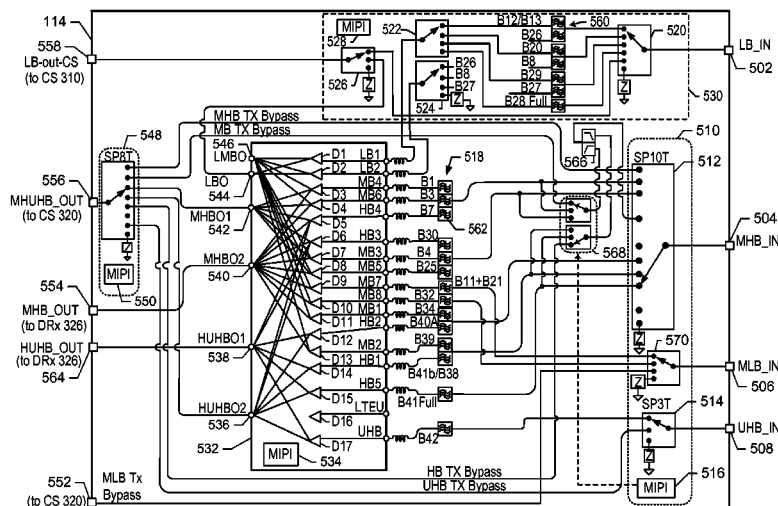 114
558
LB-out-CS
(to CS 310)
MIPI
528
526
522
524
B26
B8
B27
B12/B13
B26
B20
B8
B29
B27
B28 Full
560
520
530
LB_IN
502
MHB TX Bypass
MB TX Bypass
548
SP8T
556
MHUHB_OUT
(to CS 320)
MIPI
550
554
MHB_OUT
(to DRx 326)
HUHB_OUT
(to DRx 326)
564
552
(to CS 320)
MLB Tx
Bypass
546
LMBO
LBO
544
MHBO1
542
MHBO2
540
HUHBO1
538
HUHBO2
536
532
MIPI
534
D1
D2
D3
D4
D5
D6
D7
D8
D9
D10
D11
D12
D13
D14
D15
D16
D17
LB1
LB2
MB4
MB6
HB4
HB3
MB3
MB5
MB7
MB8
MB1
HB2
MB2
HB1
HB5
LTEU
UHB
518
B1
B3
B7
562
B30
B4
B25
B11+B21
B32
B34
B40A
B39
B41b/B38
B41Full
B42
HB TX Bypass
UHB TX Bypass
566
568
510
SP10T
512
504
MHB_IN
570
MLB_IN
506
SP3T
514
UHB_IN
508
MIPI
516
Z
Z
Z
Z
Z
Z
Z